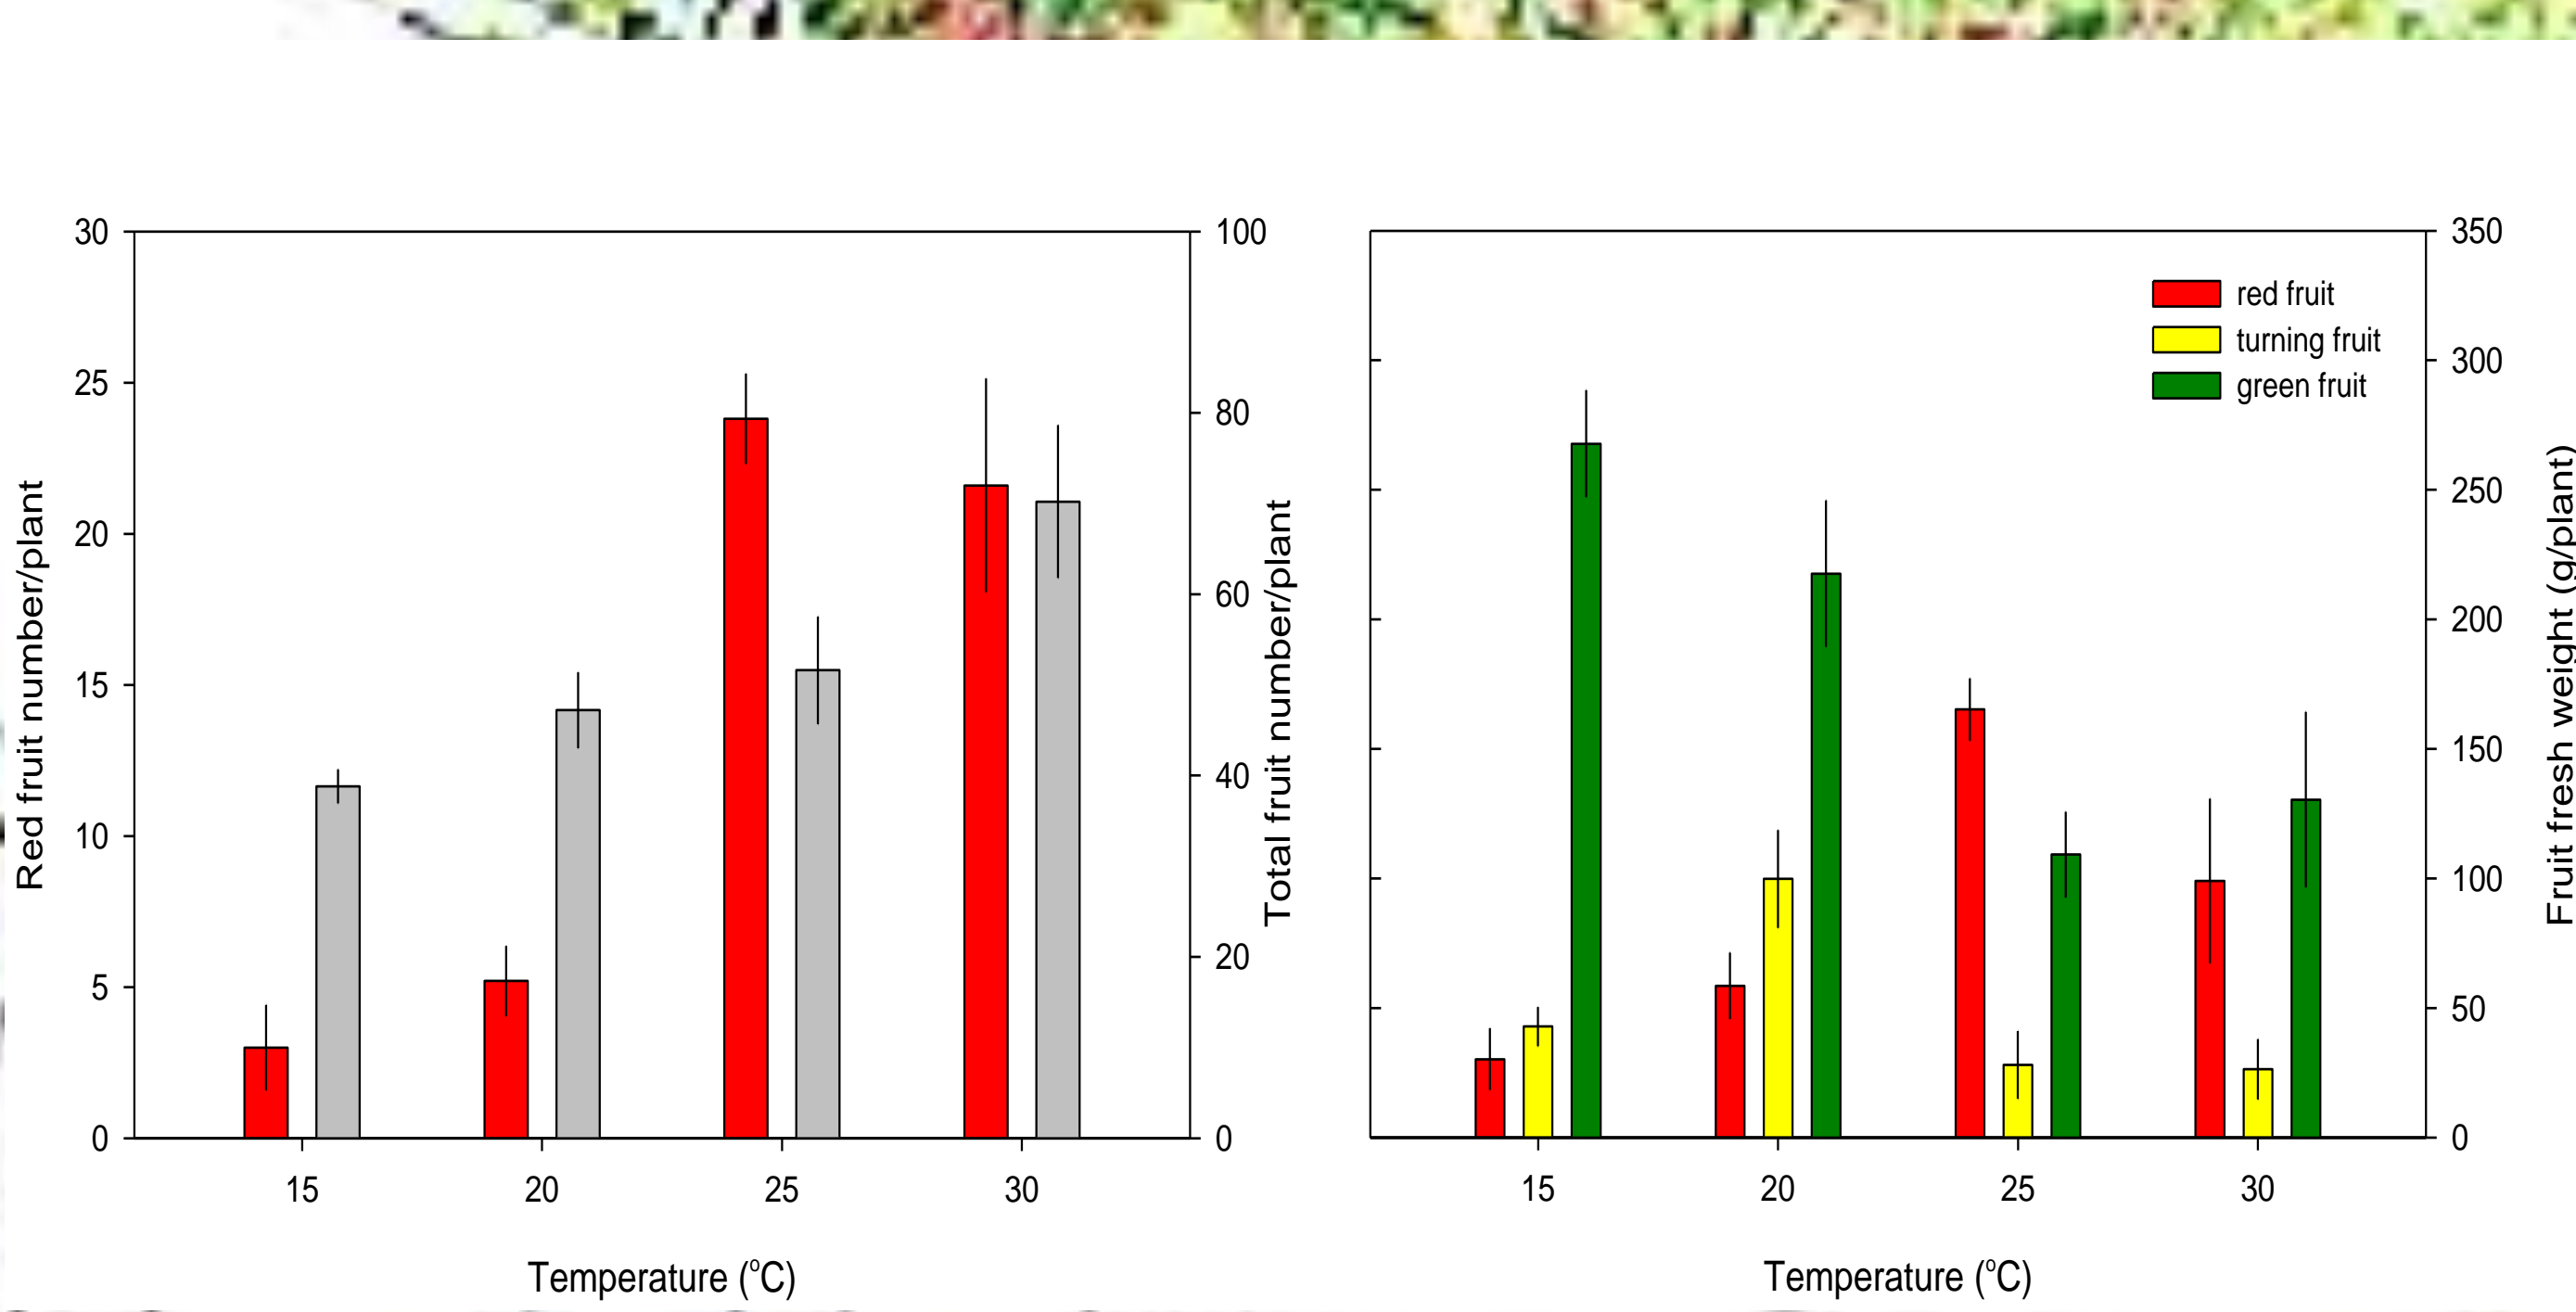 30
25
20
15
10
5
0
Red fruit number/plant
100
80
60
40
20
0
Total fruit number/plant
15 20 25 30
Temperature (°C)
red fruit
turning fruit
green fruit
350
300
250
200
150
100
50
0
Fruit fresh weight (g/plant)
15 20 25 30
Temperature (°C)